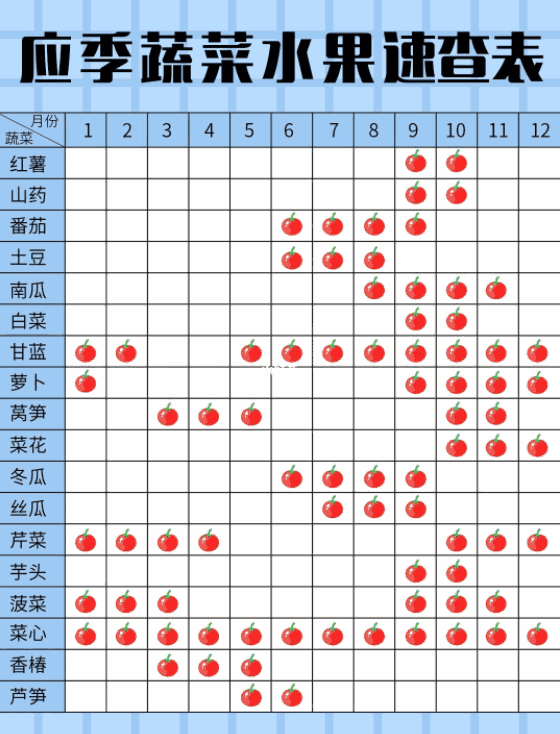 应季蔬菜水果速查表
月份
蔬菜
1 2 3 4 5 6 7 8 9 10 11 12
红薯
山药
番茄
土豆
南瓜
白菜
甘蓝
萝卜
莴笋
菜花
冬瓜
丝瓜
芹菜
芋头
菠菜
菜心
香椿
芦笋